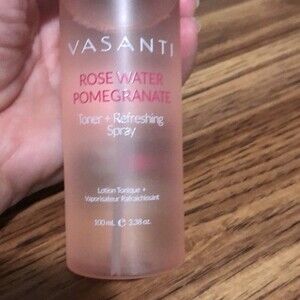 VASANTI
ROSE WATER
POMEGRANATE
Toner + Refreshing
Spray
Lotion Tonique +
Vaporisateur Rafraîchissant
100 mL ℮ 3.38 oz.